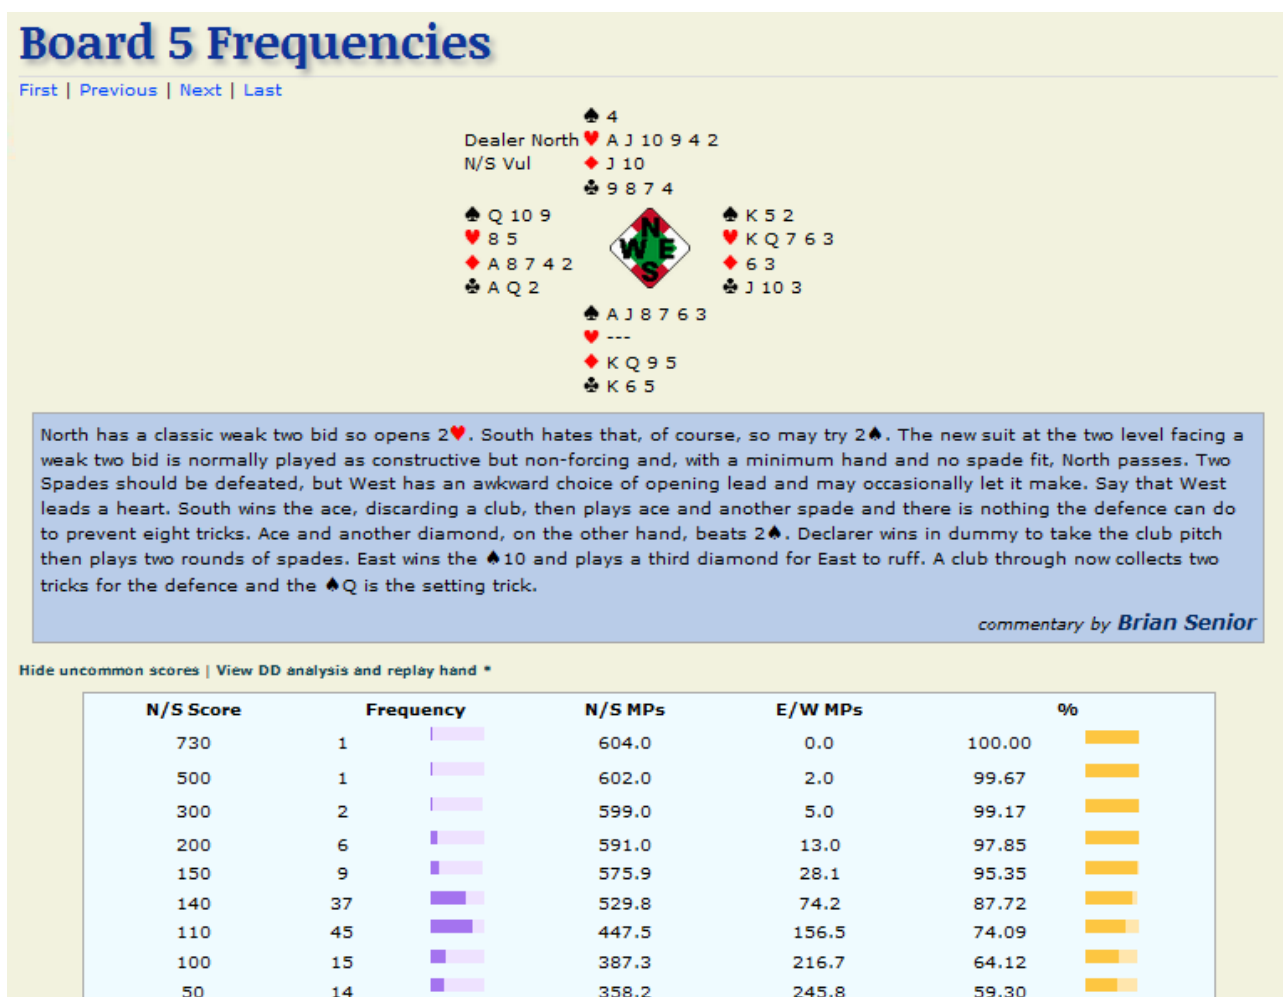 Board 5 Frequencies
First | Previous | Next | Last
♠ 4
Dealer North ♥ A J 10 9 4 2
N/S Vul ♦ J 10
♣ 9 8 7 4
♠ Q 10 9 ♠ K 5 2
♥ 8 5 ♥ K Q 7 6 3
♦ A 8 7 4 2 ♦ 6 3
♣ A Q 2 ♣ J 10 3
N
W E
S
♠ A J 8 7 6 3
♥ ---
♦ K Q 9 5
♣ K 6 5
North has a classic weak two bid so opens 2♥. South hates that, of course, so may try 2♠. The new suit at the two level facing a
weak two bid is normally played as constructive but non-forcing and, with a minimum hand and no spade fit, North passes. Two
Spades should be defeated, but West has an awkward choice of opening lead and may occasionally let it make. Say that West
leads a heart. South wins the ace, discarding a club, then plays ace and another spade and there is nothing the defence can do
to prevent eight tricks. Ace and another diamond, on the other hand, beats 2♠. Declarer wins in dummy to take the club pitch
then plays two rounds of spades. East wins the ♠10 and plays a third diamond for East to ruff. A club through now collects two
tricks for the defence and the ♠Q is the setting trick.
commentary by Brian Senior
Hide uncommon scores | View DD analysis and replay hand *
N/S Score Frequency N/S MPs E/W MPs %
730 1 604.0 0.0 100.00
500 1 602.0 2.0 99.67
300 2 599.0 5.0 99.17
200 6 591.0 13.0 97.85
150 9 575.9 28.1 95.35
140 37 529.8 74.2 87.72
110 45 447.5 156.5 74.09
100 15 387.3 216.7 64.12
50 14 358.2 245.8 59.30